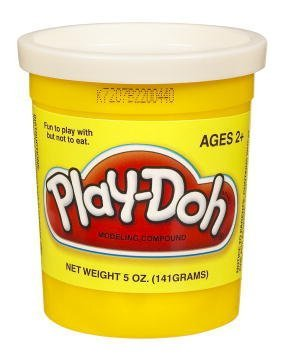 K7207B2200440
Fun to play with
but not to eat.
AGES 2+
Play-Doh
MODELING COMPOUND
NET WEIGHT 5 OZ. (141GRAMS)